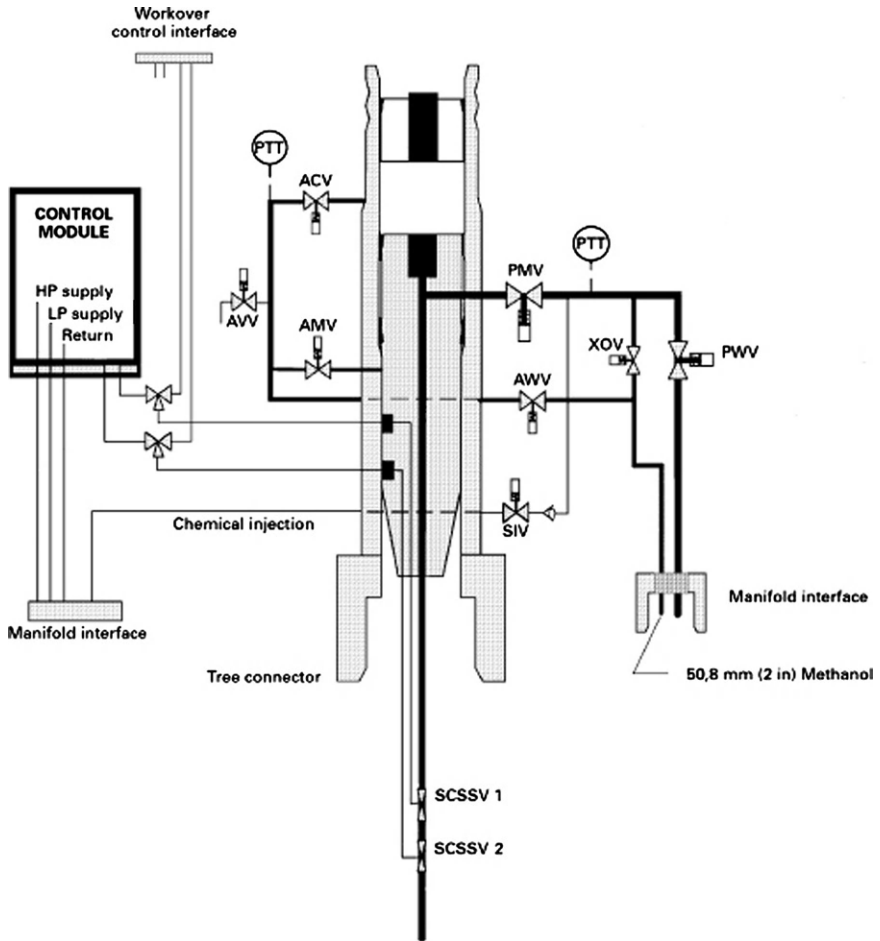 Workover
control interface
PTT
ACV
CONTROL
MODULE
PTT
PMV
HP supply
LP supply
Return
AVV
AMV
XOV
PWV
AWV
Chemical injection
SIV
Manifold interface
Manifold interface
Tree connector
50,8 mm (2 in) Methanol
SCSSV 1
SCSSV 2